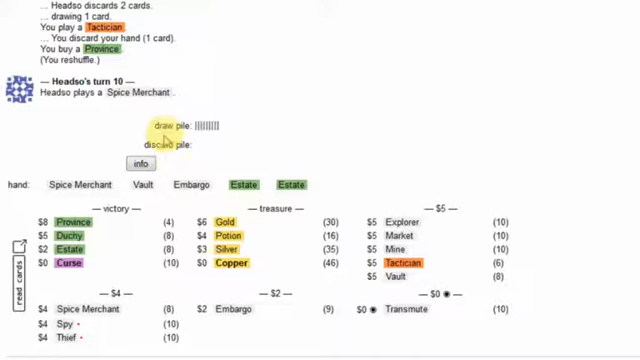 ... Headso discards 2 cards.
... drawing 1 card.
You play a Tactician
... You discard your hand (1 card).
You buy a Province.
(You reshuffle.)
— Headso's turn 10 —
Headso plays a Spice Merchant.
draw pile: |||||||||
discard pile:
info
hand: Spice Merchant Vault Embargo Estate Estate
— victory — — treasure — — $5 —
$8 Province (4) $6 Gold (30) $5 Explorer (10)
$5 Duchy (8) $4 Potion (16) $5 Market (10)
$2 Estate (8) $3 Silver (35) $5 Mine (10)
$0 Curse (10) $0 Copper (46) $5 Tactician (6)
$5 Vault (8)
read cards
— $4 — — $2 — — $0 ◉ —
$4 Spice Merchant (8) $2 Embargo (9) $0 ◉ Transmute (10)
$4 Spy (10)
$4 Thief (10)